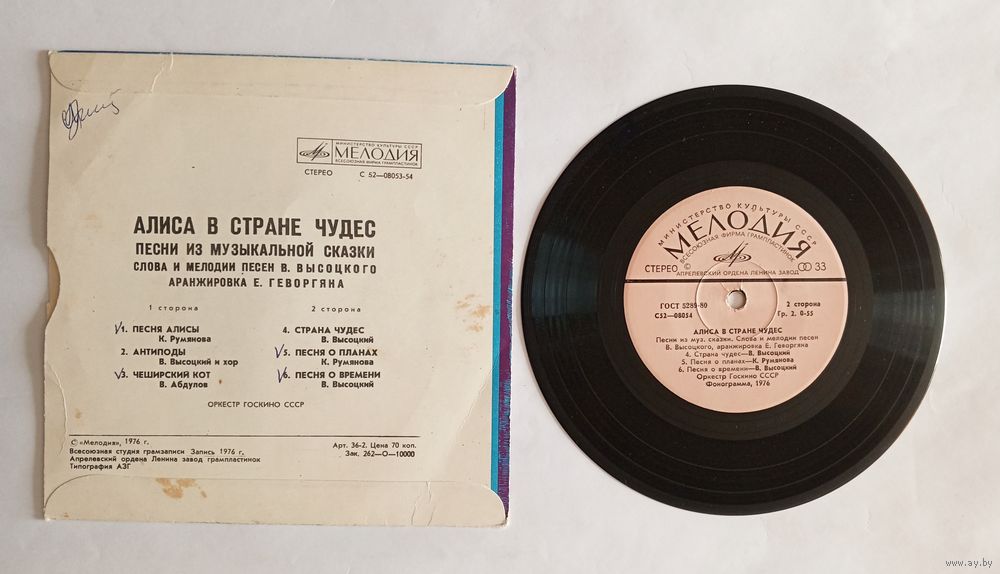 МИНИСТЕРСТВО КУЛЬТУРЫ СССР
МЕЛОДИЯ
ВСЕСОЮЗНАЯ ФИРМА ГРАМПЛАСТИНОК
СТЕРЕО С 52—08053-54
АЛИСА В СТРАНЕ ЧУДЕС
ПЕСНИ ИЗ МУЗЫКАЛЬНОЙ СКАЗКИ
СЛОВА И МЕЛОДИИ ПЕСЕН В. ВЫСОЦКОГО
АРАНЖИРОВКА Е. ГЕВОРГЯНА
1 сторона
1. ПЕСНЯ АЛИСЫ
К. Румянова
2. АНТИПОДЫ
В. Высоцкий и хор
3. ЧЕШИРСКИЙ КОТ
В. Абдулов
2 сторона
4. СТРАНА ЧУДЕС
В. Высоцкий
5. ПЕСНЯ О ПЛАНАХ
К. Румянова
6. ПЕСНЯ О ВРЕМЕНИ
В. Высоцкий
ОРКЕСТР ГОСКИНО СССР
© «Мелодия», 1976 г.
Всесоюзная студия грамзаписи Запись 1976 г.
Апрелевский ордена Ленина завод грампластинок
Типография АЗГ
Арт. 36-2. Цена 70 коп.
Зак. 262—О—10000
МИНИСТЕРСТВО КУЛЬТУРЫ СССР
МЕЛОДИЯ
ВСЕСОЮЗНАЯ ФИРМА ГРАМПЛАСТИНОК
СТЕРЕО © 33
АПРЕЛЕВСКИЙ ОРДЕНА ЛЕНИНА ЗАВОД
ГОСТ 5289-80 2 сторона
С52—08054 Гр. 2. 0-55
АЛИСА В СТРАНЕ ЧУДЕС
Песни из муз. сказки. Слова и мелодии песен
В. Высоцкого, аранжировка Е. Геворгяна
4. Страна чудес—В. Высоцкий
5. Песня о планах—К. Румянова
6. Песня о времени—В. Высоцкий
Оркестр Госкино СССР
Фонограмма, 1976
www.ay.by